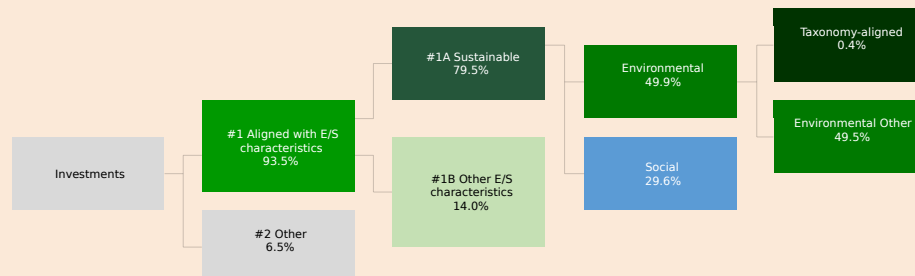 Investments
#1 Aligned with E/S
characteristics
93.5%
#2 Other
6.5%
#1A Sustainable
79.5%
#1B Other E/S
characteristics
14.0%
Environmental
49.9%
Social
29.6%
Taxonomy-aligned
0.4%
Environmental Other
49.5%